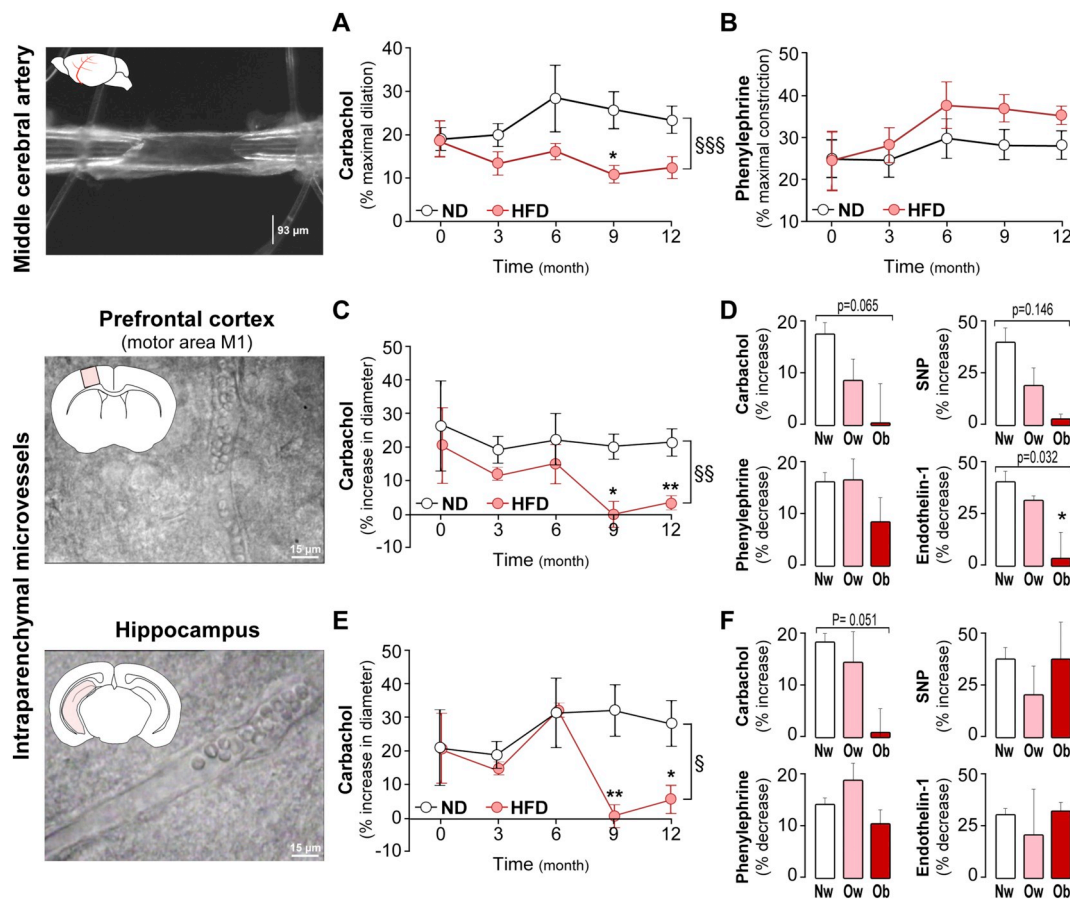 Middle cerebral artery
93 µm
A
Carbachol
(% maximal dilation)
40
30
20
10
0
*
§§§
ND HFD
0 3 6 9 12
Time (month)
B
Phenylephrine
(% maximal constriction)
50
40
30
20
10
ND HFD
0 3 6 9 12
Time (month)
Intraparenchymal microvessels
Prefrontal cortex
(motor area M1)
15 µm
C
Carbachol
(% increase in diameter)
50
40
30
20
10
0
-10
* **
§§
ND HFD
0 3 6 9 12
Time (month)
D
p=0.065
Carbachol
(% increase)
20
0
Nw Ow Ob
p=0.146
SNP
(% increase)
50
25
0
Nw Ow Ob
Phenylephrine
(% decrease)
20
10
0
Nw Ow Ob
p=0.032
Endothelin-1
(% decrease)
50
25
0
*
Nw Ow Ob
Hippocampus
15 µm
E
Carbachol
(% increase in diameter)
50
40
30
20
10
0
-10
** *
§
ND HFD
0 3 6 9 12
Time (month)
F
P= 0.051
Carbachol
(% increase)
20
10
0
Nw Ow Ob
SNP
(% increase)
50
25
0
Nw Ow Ob
Phenylephrine
(% decrease)
20
10
0
Nw Ow Ob
Endothelin-1
(% decrease)
50
25
0
Nw Ow Ob